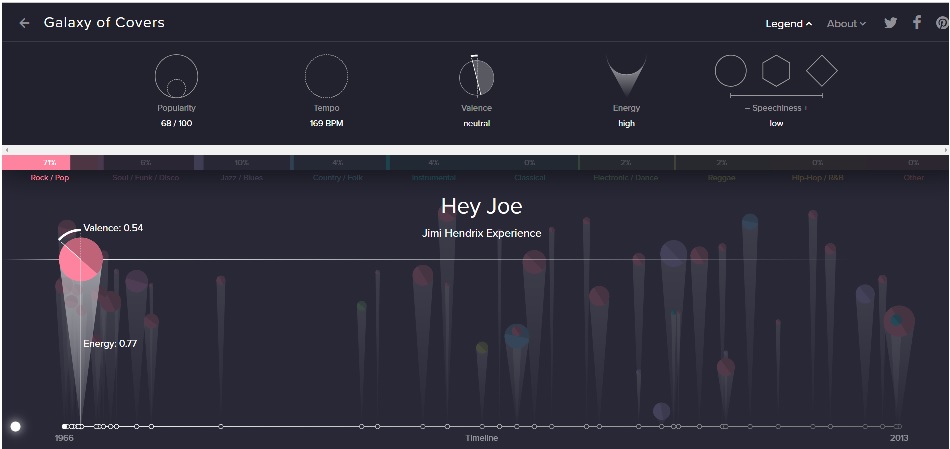 Galaxy of Covers
Legend
About
Popularity
68 / 100
Tempo
169 BPM
Valence
neutral
Energy
high
– Speechiness +
low
71%
6%
10%
4%
4%
0%
2%
2%
0%
0%
Rock / Pop
Soul / Funk / Disco
Jazz / Blues
Country / Folk
Instrumental
Classical
Electronic / Dance
Reggae
Hip-Hop / R&B
Other
Hey Joe
Jimi Hendrix Experience
Valence: 0.54
Energy: 0.77
1966
Timeline
2013